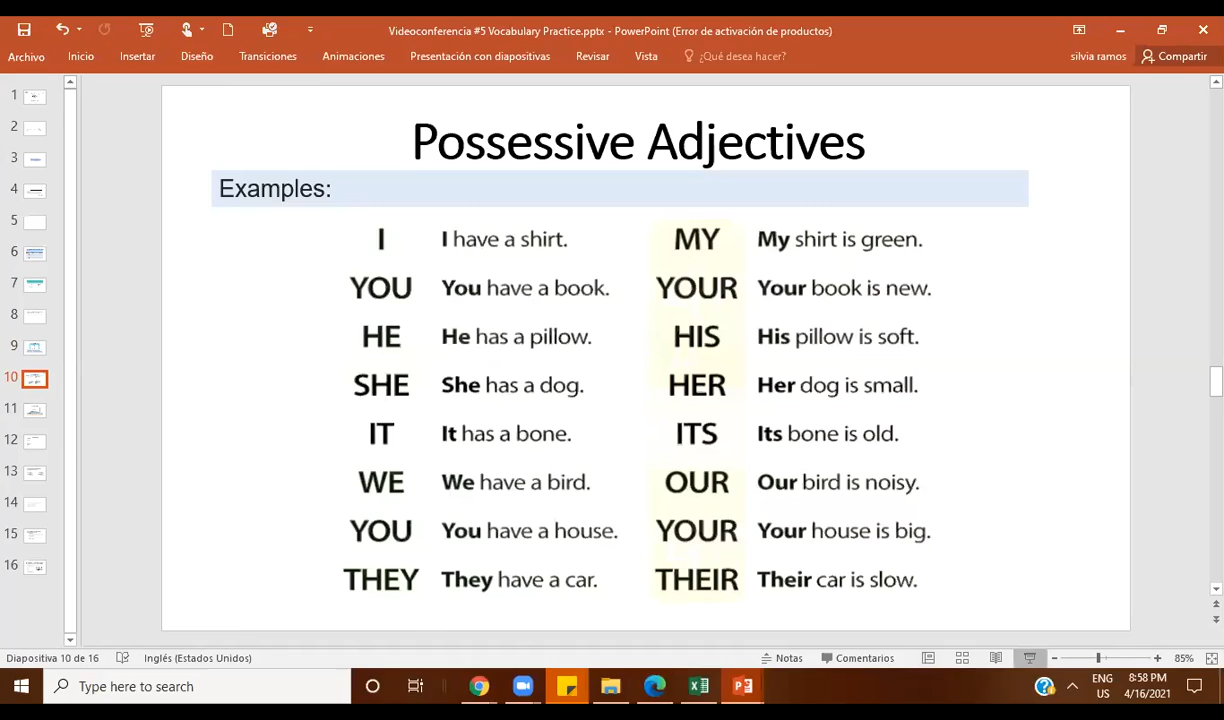 Videoconferencia #5 Vocabulary Practice.pptx - PowerPoint (Error de activación de productos)
Archivo Inicio Insertar Diseño Transiciones Animaciones Presentación con diapositivas Revisar Vista ¿Qué desea hacer? silvia ramos Compartir
1
2
3
4
5
6
7
8
9
10
11
12
13
14
15
16
Possessive Adjectives
Examples:
I I have a shirt. MY My shirt is green.
YOU You have a book. YOUR Your book is new.
HE He has a pillow. HIS His pillow is soft.
SHE She has a dog. HER Her dog is small.
IT It has a bone. ITS Its bone is old.
WE We have a bird. OUR Our bird is noisy.
YOU You have a house. YOUR Your house is big.
THEY They have a car. THEIR Their car is slow.
Diapositiva 10 de 16 Inglés (Estados Unidos) Notas Comentarios 85%
Type here to search ENG US 8:58 PM 4/16/2021